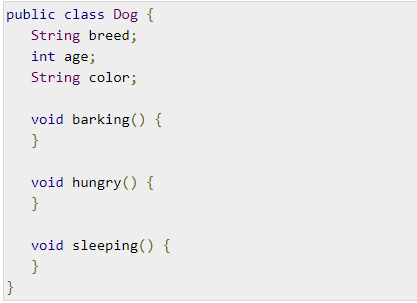 public class Dog {
   String breed;
   int age;
   String color;

   void barking() {
   }

   void hungry() {
   }

   void sleeping() {
   }
}